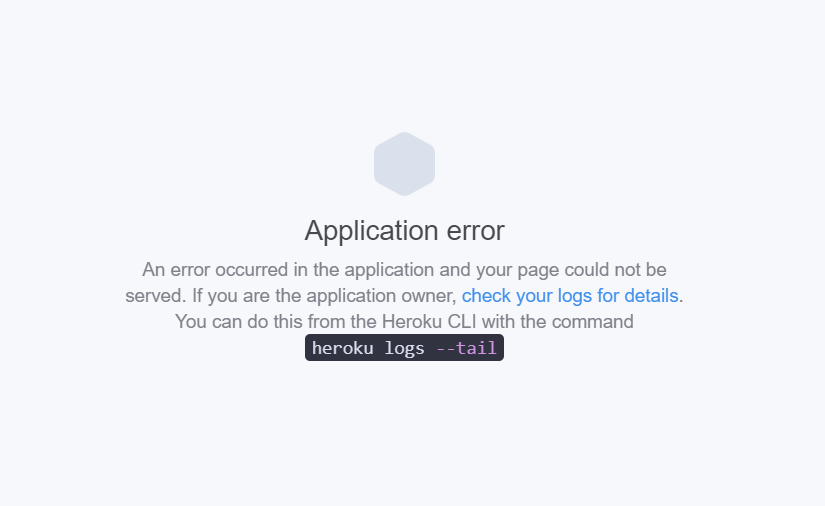 Application error
An error occurred in the application and your page could not be
served. If you are the application owner, check your logs for details.
You can do this from the Heroku CLI with the command
heroku logs --tail